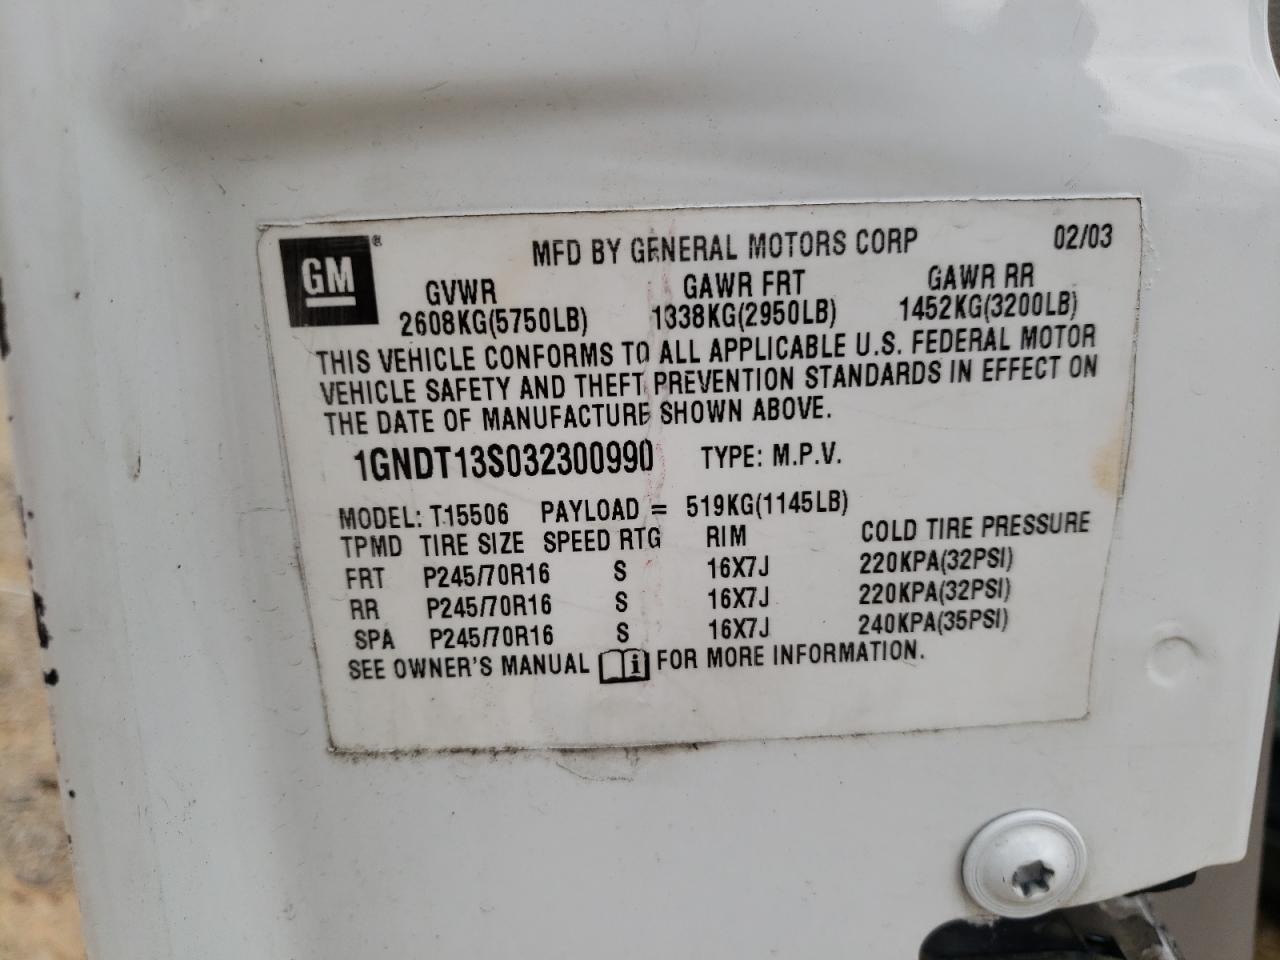 GM®
MFD BY GENERAL MOTORS CORP 02/03
GVWR GAWR FRT GAWR RR
2608KG(5750LB) 1338KG(2950LB) 1452KG(3200LB)
THIS VEHICLE CONFORMS TO ALL APPLICABLE U.S. FEDERAL MOTOR
VEHICLE SAFETY AND THEFT PREVENTION STANDARDS IN EFFECT ON
THE DATE OF MANUFACTURE SHOWN ABOVE.
1GNDT13S032300990 TYPE: M.P.V.
MODEL: T15506 PAYLOAD = 519KG(1145LB)
TPMD TIRE SIZE SPEED RTG RIM COLD TIRE PRESSURE
FRT P245/70R16 S 16X7J 220KPA(32PSI)
RR P245/70R16 S 16X7J 220KPA(32PSI)
SPA P245/70R16 S 16X7J 240KPA(35PSI)
SEE OWNER'S MANUAL i FOR MORE INFORMATION.